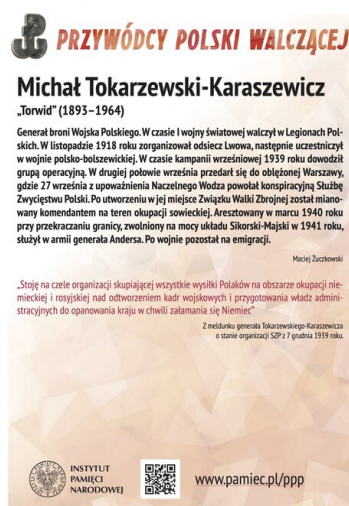 PRZYWÓDCY POLSKI WALCZĄCEJ
Michał Tokarzewski-Karaszewicz
„Torwid” (1893–1964)
Generał broni Wojska Polskiego. W czasie I wojny światowej walczył w Legionach Pol-
skich. W listopadzie 1918 roku zorganizował odsiecz Lwowa, następnie uczestniczył
w wojnie polsko-bolszewickiej. W czasie kampanii wrześniowej 1939 roku dowodził
grupą operacyjną. W drugiej połowie września przedarł się do oblężonej Warszawy,
gdzie 27 września z upoważnienia Naczelnego Wodza powołał konspiracyjną Służbę
Zwycięstwu Polski. Po utworzeniu w jej miejsce Związku Walki Zbrojnej został miano-
wany komendantem na teren okupacji sowieckiej. Aresztowany w marcu 1940 roku
przy przekraczaniu granicy, zwolniony na mocy układu Sikorski-Majski w 1941 roku,
służył w armii generała Andersa. Po wojnie pozostał na emigracji.
Maciej Żuczkowski
„Stoję na czele organizacji skupiającej wszystkie wysiłki Polaków na obszarze okupacji nie-
mieckiej i rosyjskiej nad odtworzeniem kadr wojskowych i przygotowania władz admini-
stracyjnych do opanowania kraju w chwili załamania się Niemiec”
Z meldunku generała Tokarzewskiego-Karaszewicza
o stanie organizacji SZP z 7 grudnia 1939 roku.
INSTYTUT
PAMIĘCI
NARODOWEJ
www.pamiec.pl/ppp